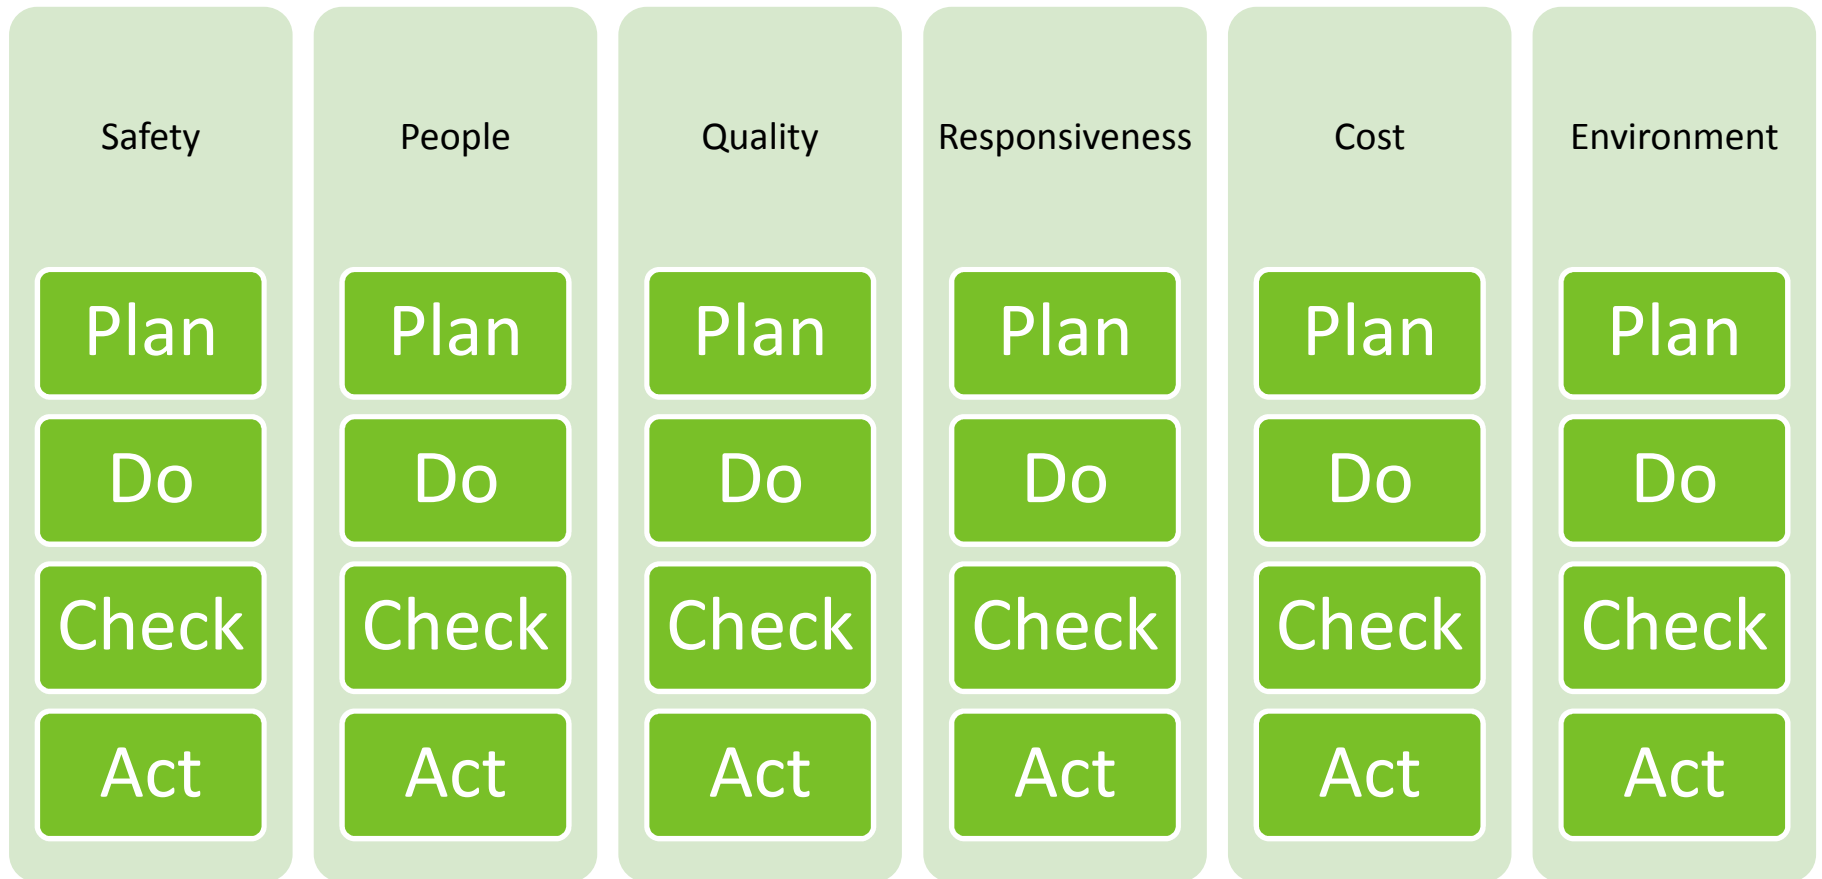 Safety
People
Quality
Responsiveness
Cost
Environment
Plan
Plan
Plan
Plan
Plan
Plan
Do
Do
Do
Do
Do
Do
Check
Check
Check
Check
Check
Check
Act
Act
Act
Act
Act
Act